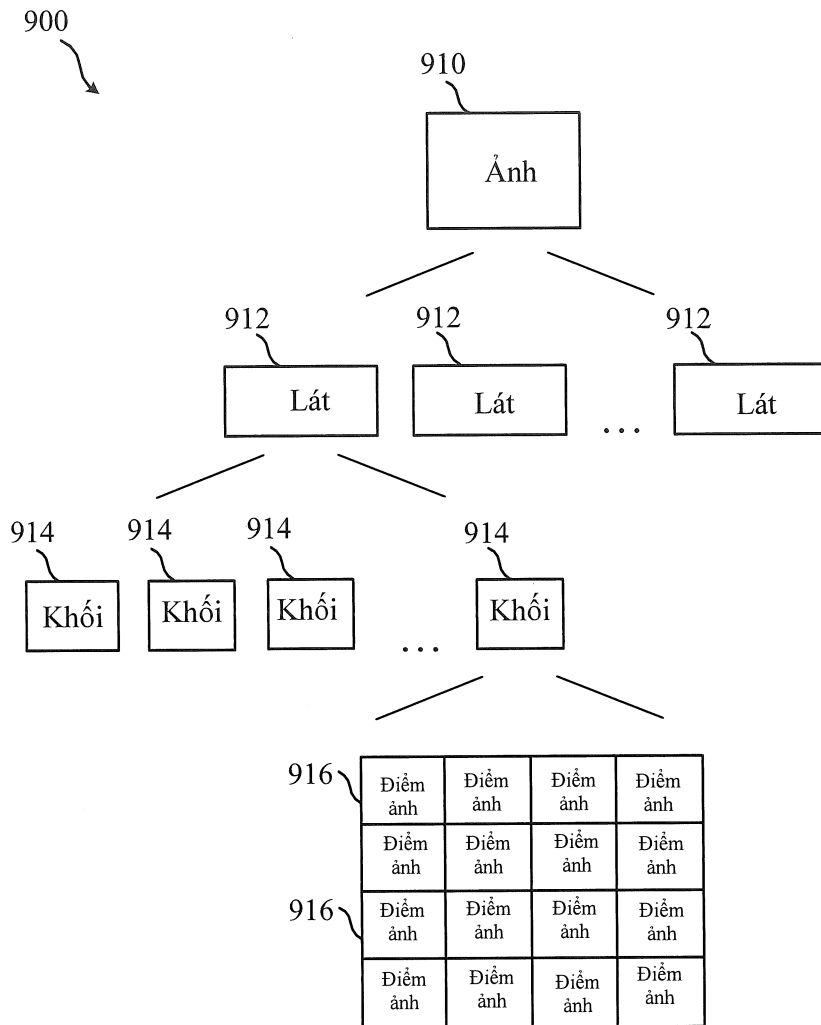 900
910
Ảnh
912 912 912
Lát Lát ... Lát
914 914 914 914
Khối Khối Khối ... Khối
916
Điểm Điểm Điểm Điểm
ảnh ảnh ảnh ảnh
Điểm Điểm Điểm Điểm
ảnh ảnh ảnh ảnh
916
Điểm Điểm Điểm Điểm
ảnh ảnh ảnh ảnh
Điểm Điểm Điểm Điểm
ảnh ảnh ảnh ảnh